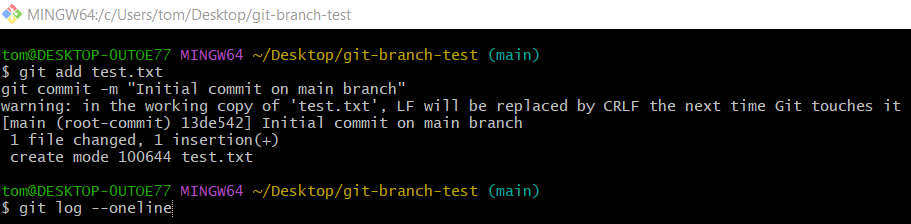 MINGW64:/c/Users/tom/Desktop/git-branch-test
tom@DESKTOP-OUTOE77 MINGW64 ~/Desktop/git-branch-test (main)
$ git add test.txt
git commit -m "Initial commit on main branch"
warning: in the working copy of 'test.txt', LF will be replaced by CRLF the next time Git touches it
[main (root-commit) 13de542] Initial commit on main branch
 1 file changed, 1 insertion(+)
 create mode 100644 test.txt
tom@DESKTOP-OUTOE77 MINGW64 ~/Desktop/git-branch-test (main)
$ git log --oneline